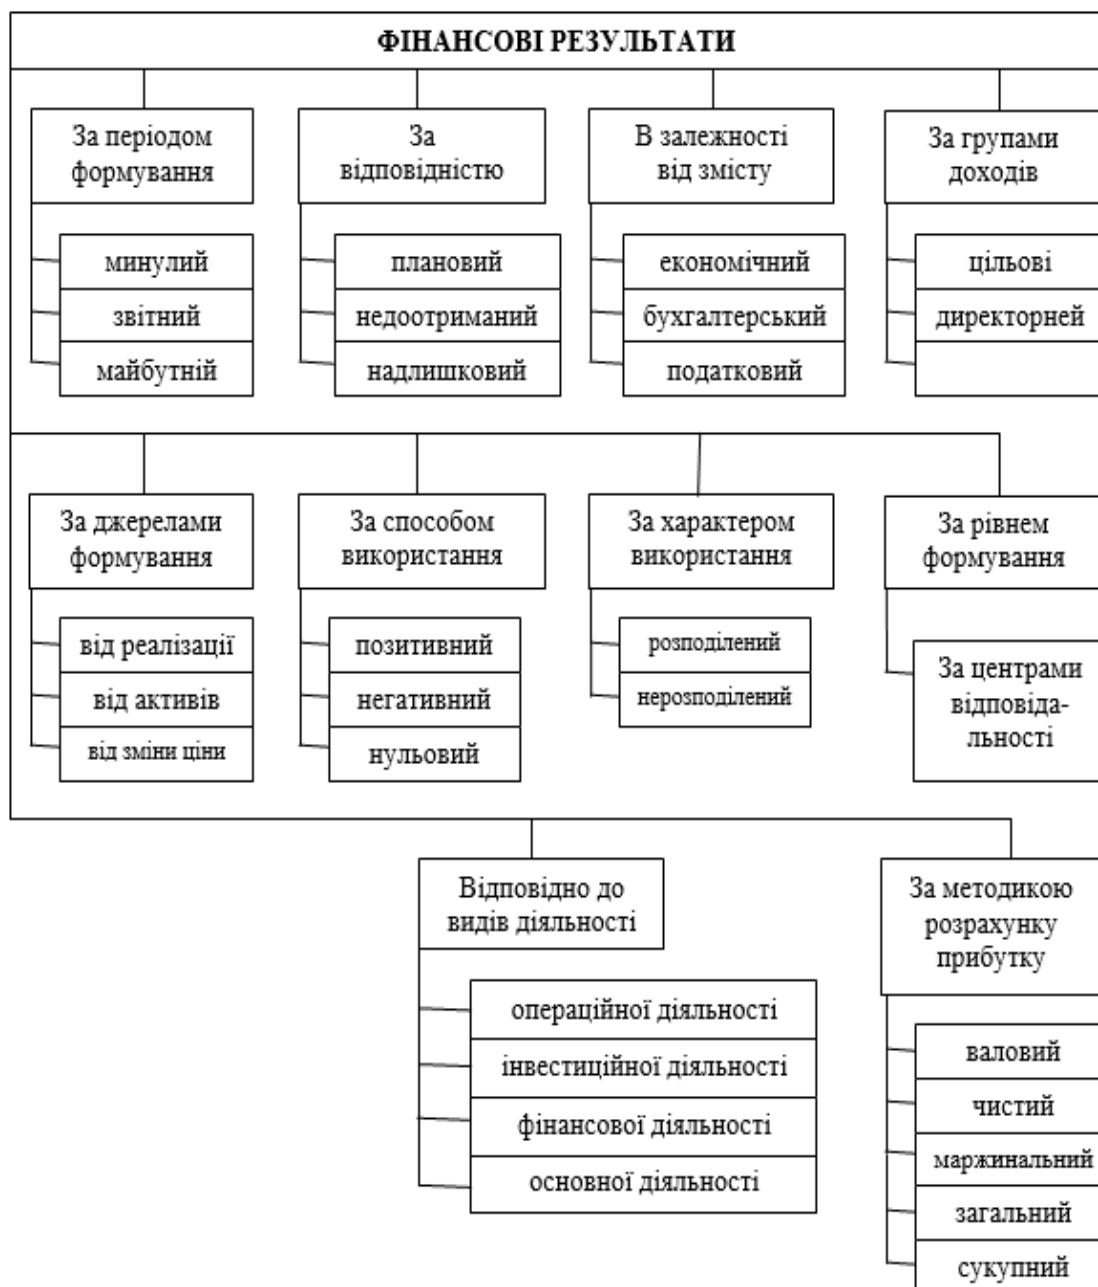 ФІНАНСОВІ РЕЗУЛЬТАТИ
За періодом
формування
минулий
звітний
майбутній
За
відповідністю
плановий
недоотриманий
надлишковий
В залежності
від змісту
економічний
бухгалтерський
податковий
За групами
доходів
цільові
директорней
За джерелами
формування
від реалізації
від активів
від зміни ціни
За способом
використання
позитивний
негативний
нульовий
За характером
використання
розподілений
нерозподілений
За рівнем
формування
За центрами
відповіда-
льності
Відповідно до
видів діяльності
операційної діяльності
інвестиційної діяльності
фінансової діяльності
основної діяльності
За методикою
розрахунку
прибутку
валовий
чистий
маржинальний
загальний
сукупний